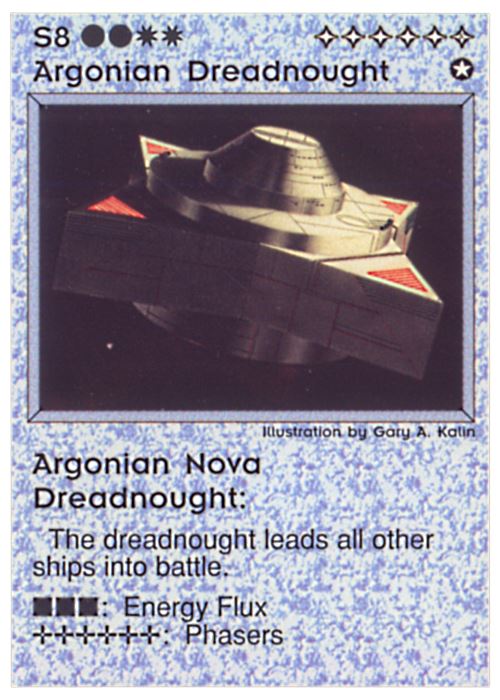 S8
Argonian Dreadnought
Illustration by Gary A. Kalin
Argonian Nova
Dreadnought:
The dreadnought leads all other
ships into battle.
: Energy Flux
: Phasers